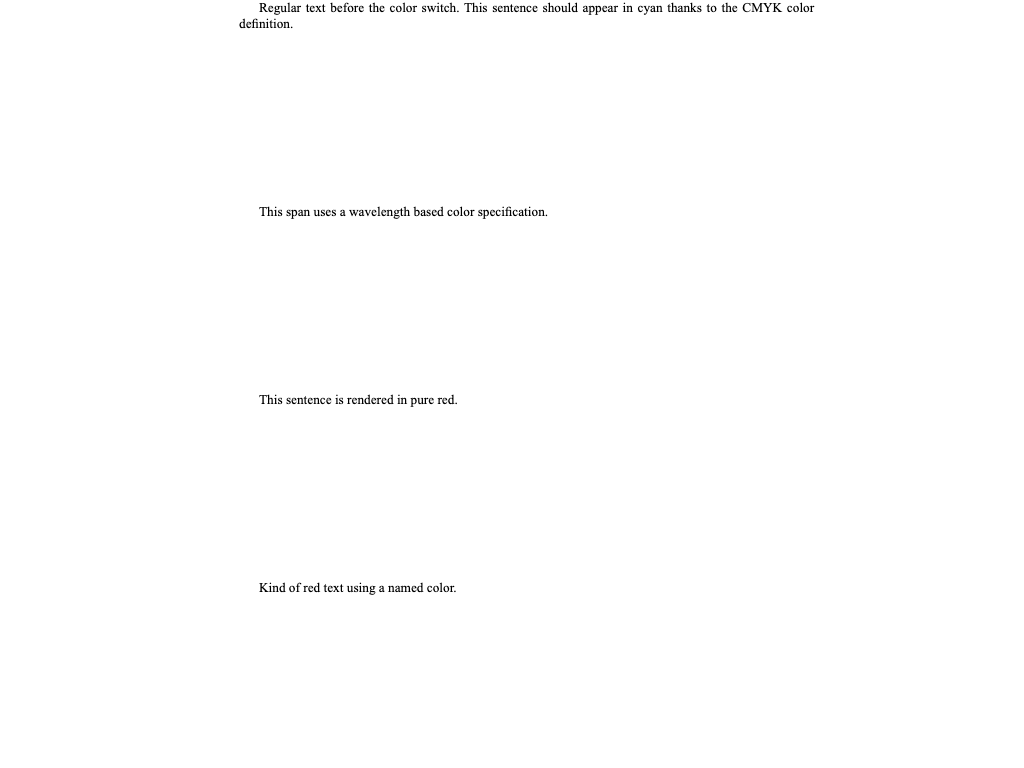 Regular text before the color switch. This sentence should appear in cyan thanks to the CMYK color
definition.
This span uses a wavelength based color specification.
This sentence is rendered in pure red.
Kind of red text using a named color.